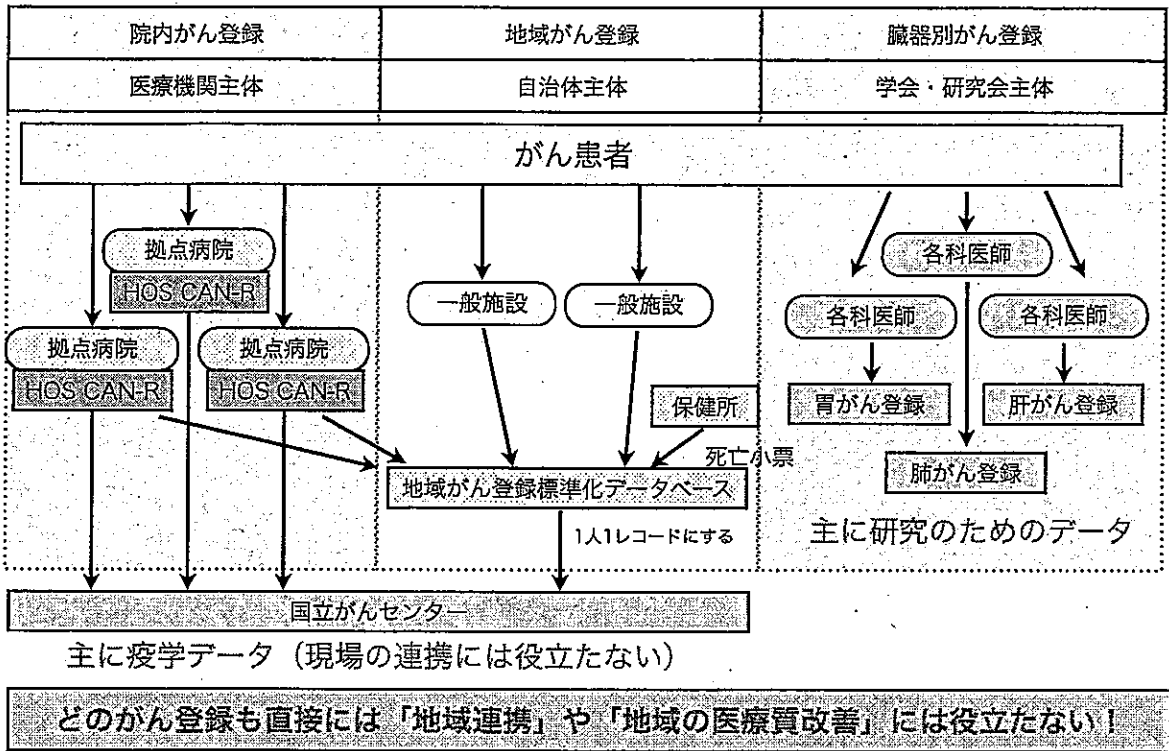 院内がん登録 地域がん登録 臓器別がん登録
医療機関主体 自治体主体 学会・研究会主体
がん患者
拠点病院
HOS CAN-R
各科医師
一般施設 一般施設
各科医師 各科医師
拠点病院 拠点病院
HOS CAN-R HOS CAN-R
保健所
胃がん登録 肝がん登録
死亡小票
肺がん登録
地域がん登録標準化データベース
1人1レコードにする
主に研究のためのデータ
国立がんセンター
主に疫学データ(現場の連携には役立たない)
どのがん登録も直接には「地域連携」や「地域の医療質改善」には役立たない!